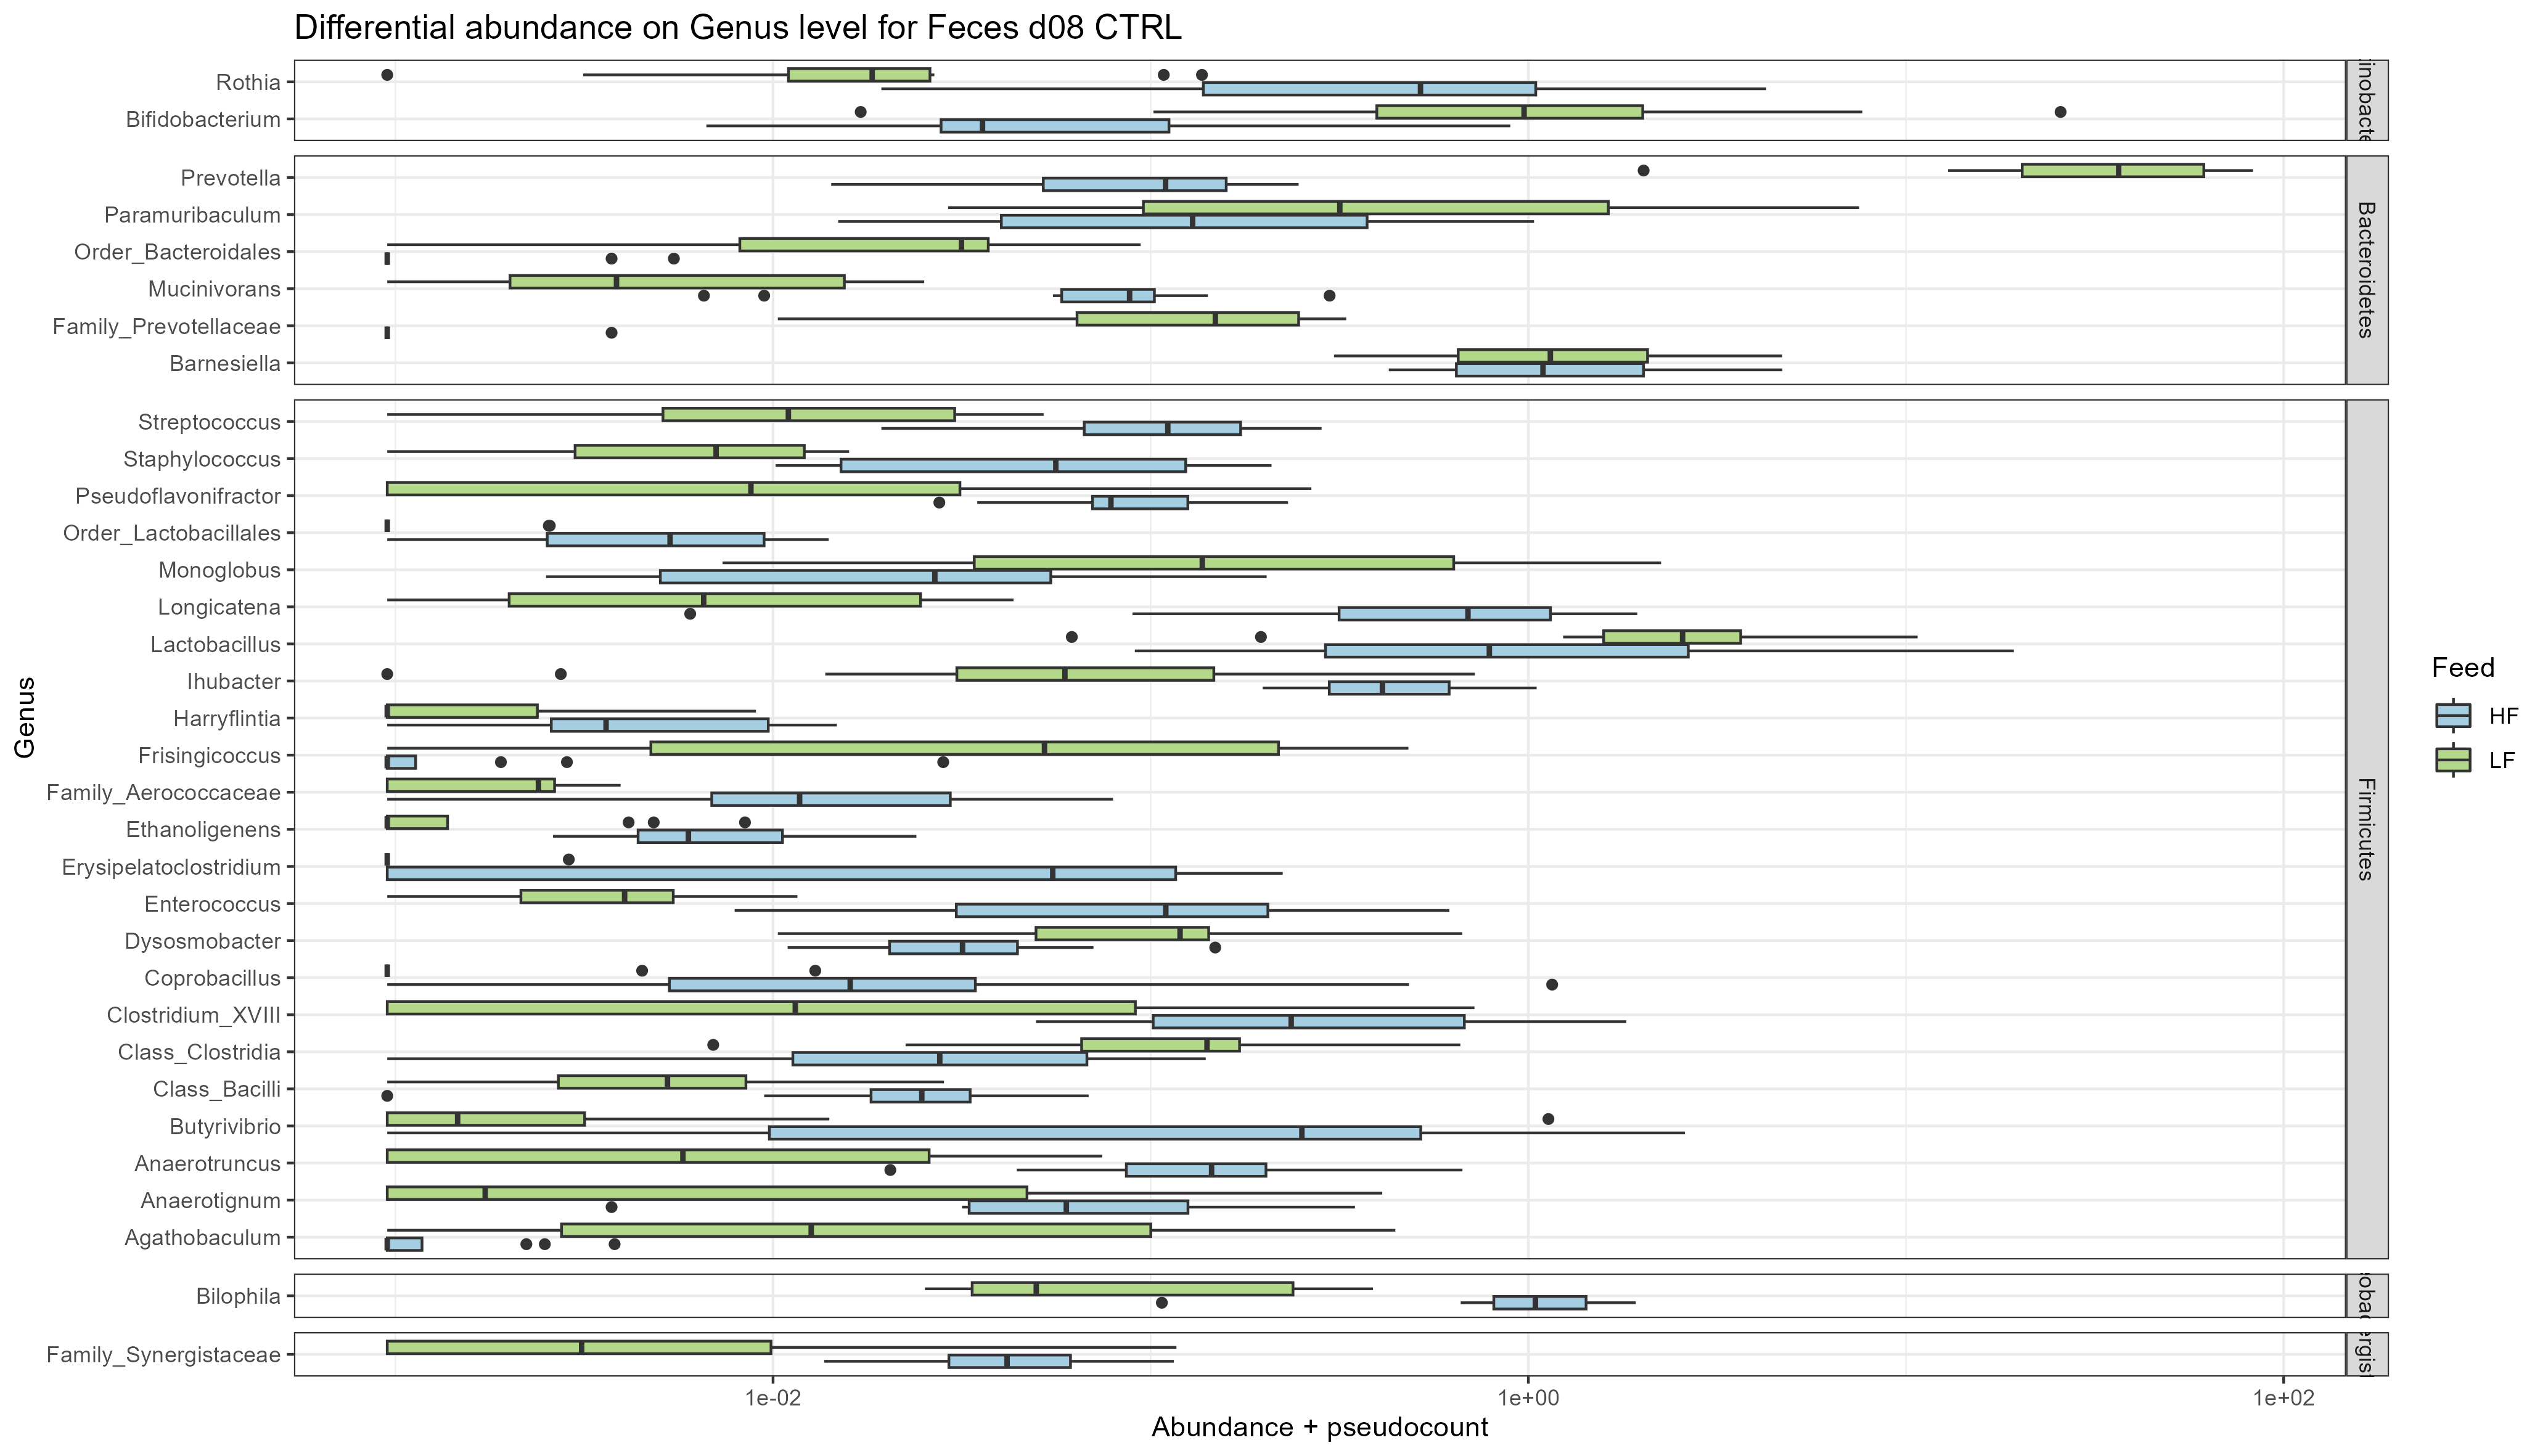 Differential abundance on Genus level for Feces d08 CTRL
Rothia
Bifidobacterium
Prevotella
Paramuribaculum
Order_Bacteroidales
Mucinivorans
Family_Prevotellaceae
Barnesiella
Bacteroidetes
Streptococcus
Staphylococcus
Pseudoflavonifractor
Order_Lactobacillales
Monoglobus
Longicatena
Lactobacillus
Ihubacter
Harryflintia
Frisingicoccus
Family_Aerococcaceae
Ethanoligenens
Erysipelatoclostridium
Enterococcus
Dysosmobacter
Coprobacillus
Clostridium_XVIII
Class_Clostridia
Class_Bacilli
Butyrivibrio
Anaerotruncus
Anaerotignum
Agathobaculum
Firmicutes
Bilophila
Family_Synergistaceae
Genus
1e-02
1e+00
1e+02
Abundance + pseudocount
Feed
HF
LF